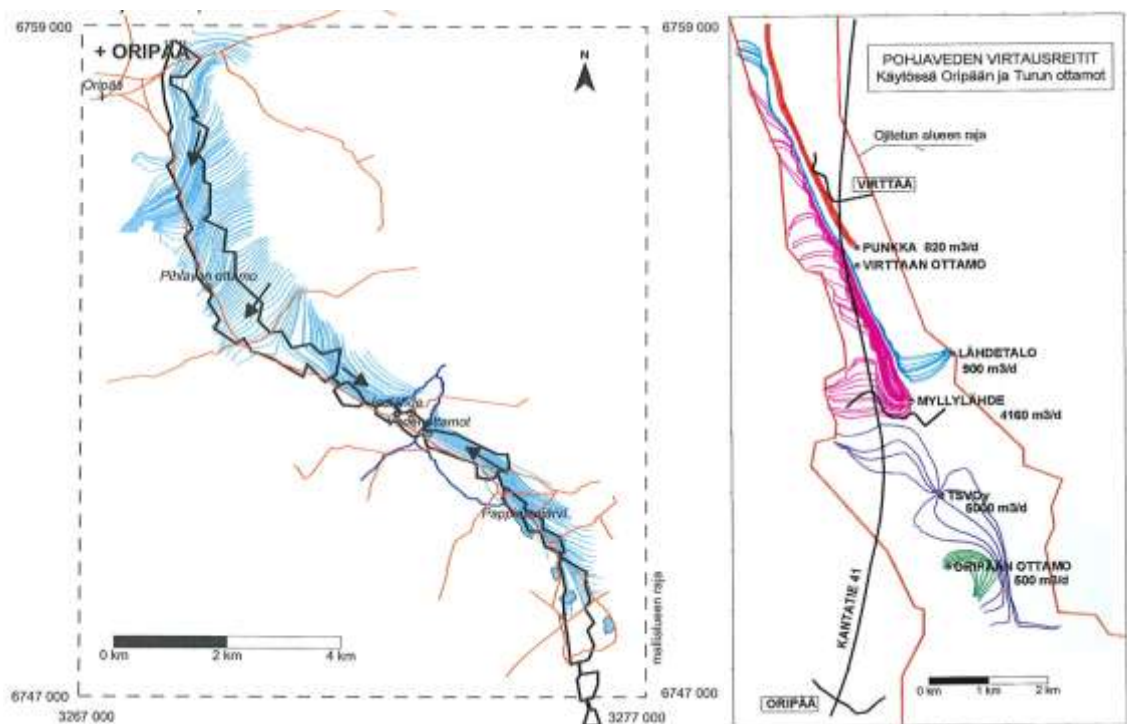 6759 000
+ ORIPÄÄ
Oripää
N
Pihlavan ottamo
0 km
2 km
4 km
mallialueen raja
6747 000
3267 000
3277 000
6759 000
POHJAVEDEN VIRTAUSREITIT
Käytössä Oripään ja Turun ottamot
Ojitetun alueen raja
VIRTTAA
PUNKKA 820 m3/d
VIRTTAAN OTTAMO
LÄHDETALO
900 m3/d
MYLLYLÄHDE
4160 m3/d
TSVOy
5000 m3/d
ORIPÄÄN OTTAMO
500 m3/d
KANTATIE 41
0 km
1 km
2 km
ORIPÄÄ
6747 000